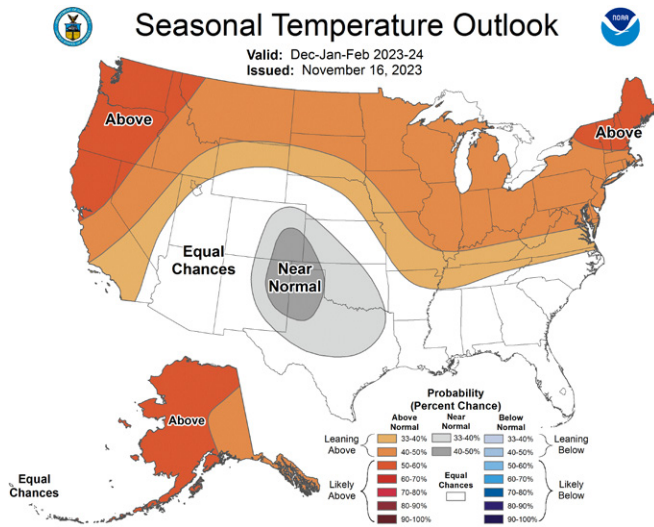 Seasonal Temperature Outlook
NOAA
Valid: Dec-Jan-Feb 2023-24
Issued: November 16, 2023
Above
Above
Equal
Chances
Near
Normal
Above
Equal
Chances
Probability
(Percent Chance)
Above Normal
Near Normal
Below Normal
Leaning Above
33-40% 33-40% 33-40%
40-50% 40-50% 40-50%
Leaning Below
Likely Above
50-60% 50-60%
60-70% 60-70%
70-80% 70-80%
80-90% 80-90%
90-100% 90-100%
Equal Chances
Likely Below